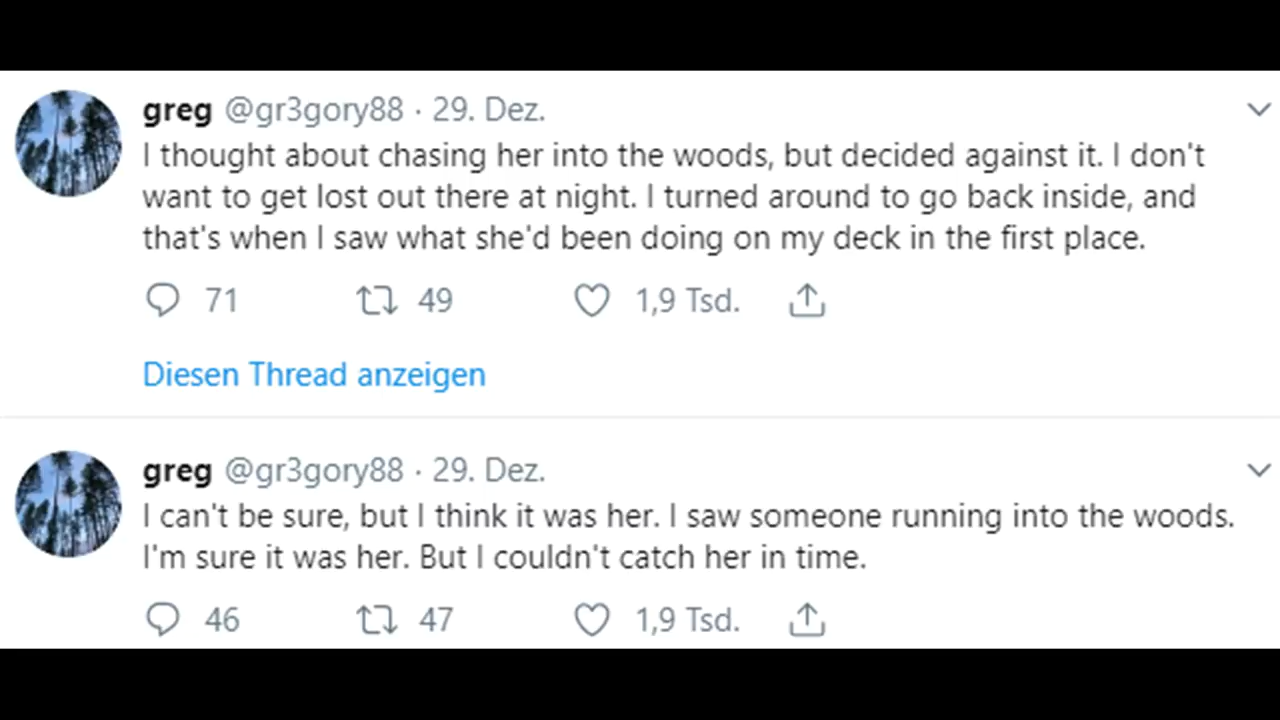 greg @gr3gory88 · 29. Dez.
I thought about chasing her into the woods, but decided against it. I don't
want to get lost out there at night. I turned around to go back inside, and
that's when I saw what she'd been doing on my deck in the first place.
71 49 1,9 Tsd.
Diesen Thread anzeigen
greg @gr3gory88 · 29. Dez.
I can't be sure, but I think it was her. I saw someone running into the woods.
I'm sure it was her. But I couldn't catch her in time.
46 47 1,9 Tsd.